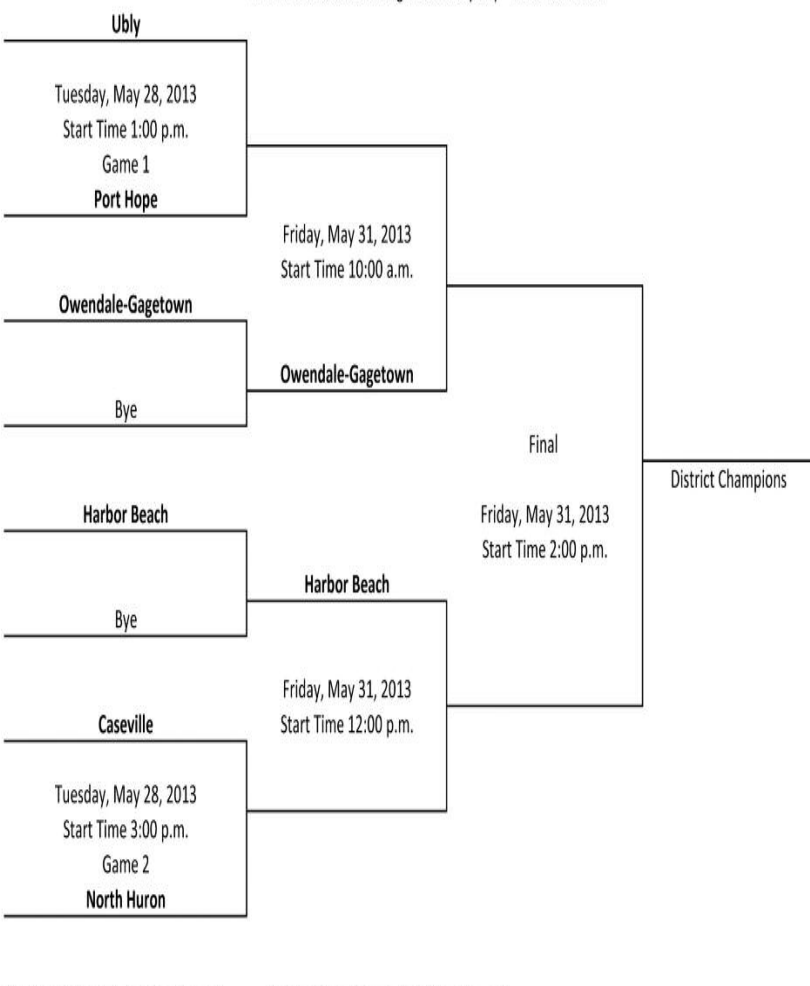 Ubly
Tuesday, May 28, 2013
Start Time 1:00 p.m.
Game 1
Port Hope
Friday, May 31, 2013
Start Time 10:00 a.m.
Owendale-Gagetown
Owendale-Gagetown
Bye
Final
District Champions
Harbor Beach
Friday, May 31, 2013
Start Time 2:00 p.m.
Harbor Beach
Bye
Friday, May 31, 2013
Start Time 12:00 p.m.
Caseville
Tuesday, May 28, 2013
Start Time 3:00 p.m.
Game 2
North Huron